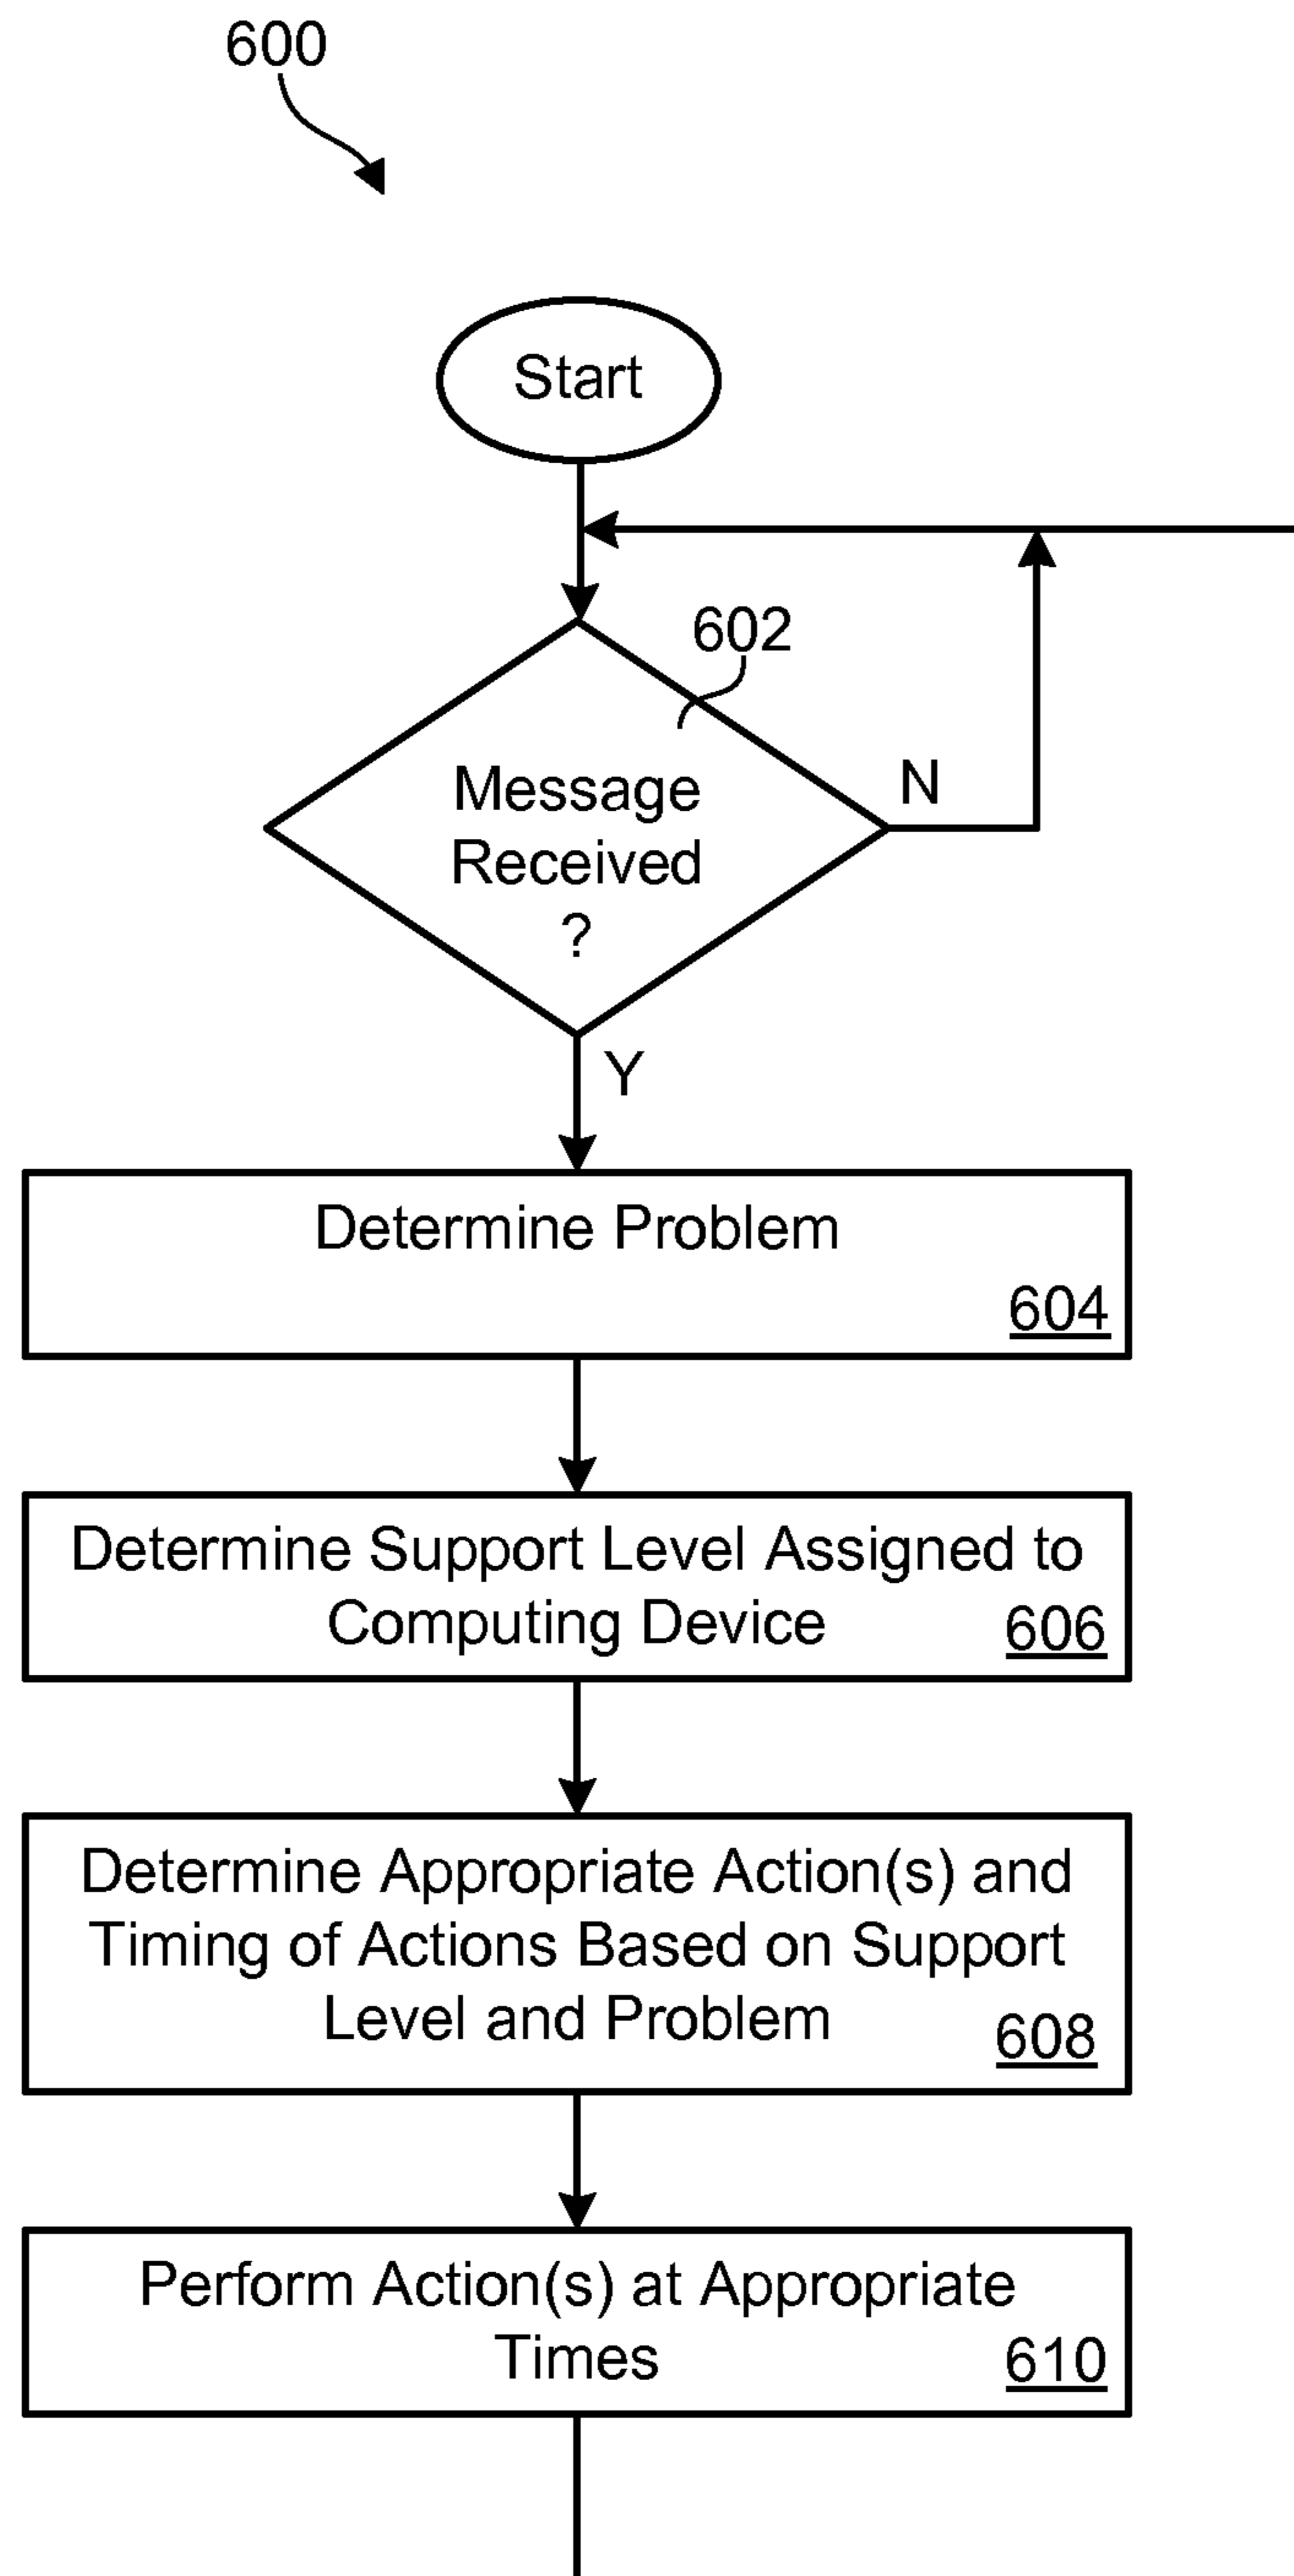 600
Start
602
Message
Received
?
N
Y
Determine Problem
604
Determine Support Level Assigned to
Computing Device
606
Determine Appropriate Action(s) and
Timing of Actions Based on Support
Level and Problem
608
Perform Action(s) at Appropriate
Times
610